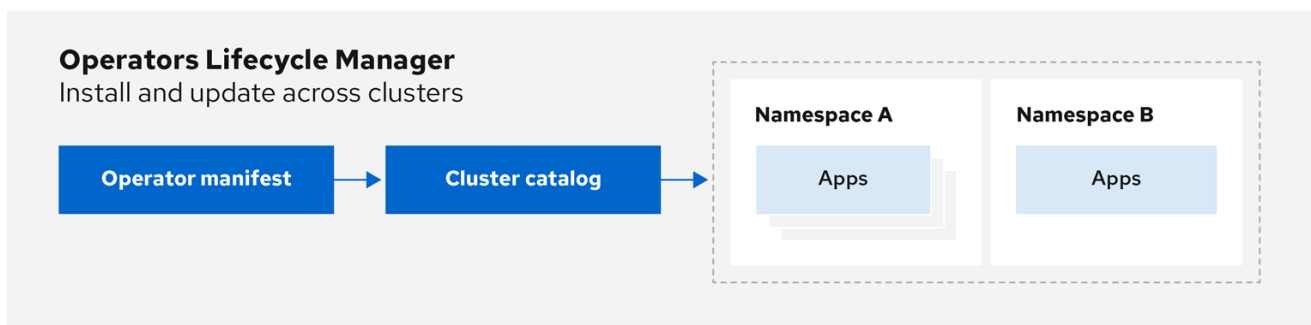 Operators Lifecycle Manager
Install and update across clusters
Operator manifest
Cluster catalog
Namespace A
Apps
Namespace B
Apps